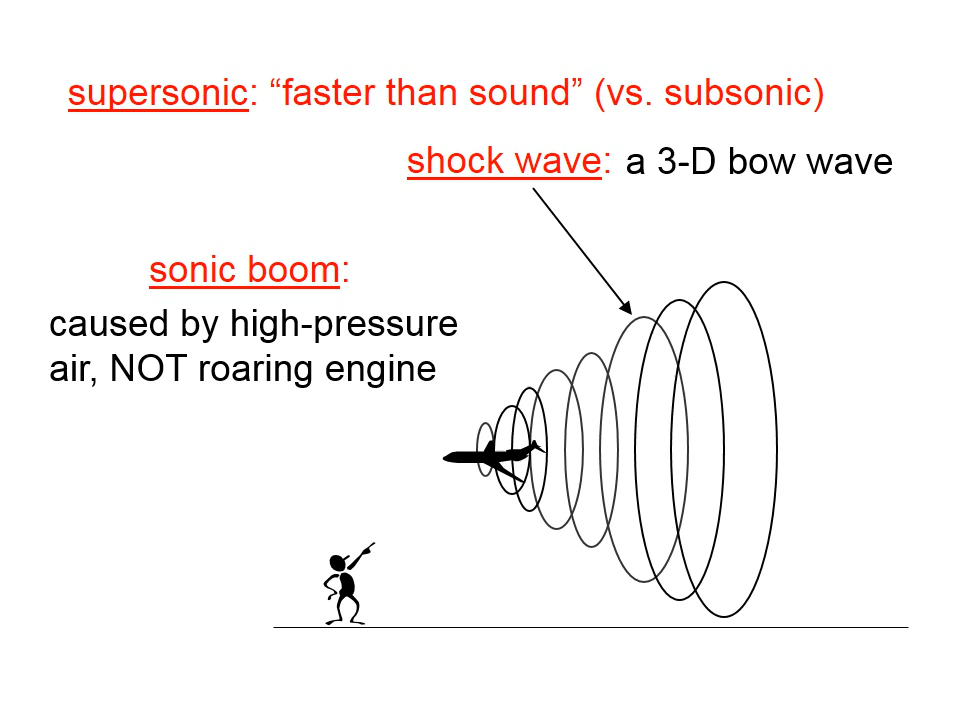 supersonic: “faster than sound” (vs. subsonic)
shock wave: a 3-D bow wave
sonic boom:
caused by high-pressure
air, NOT roaring engine